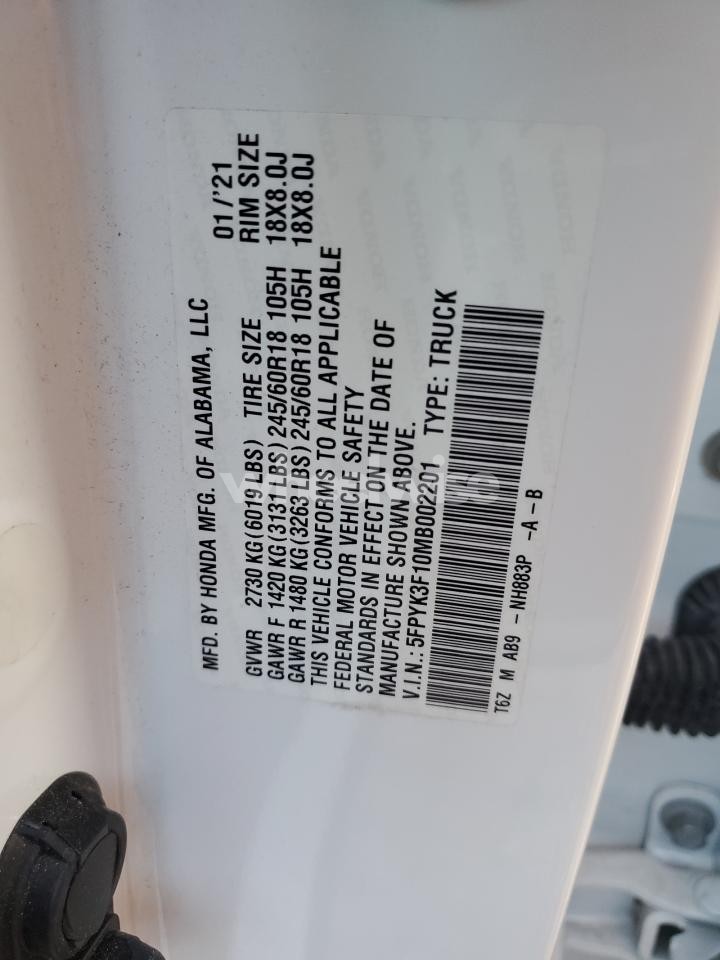 MFD. BY HONDA MFG. OF ALABAMA, LLC 01/'21
GVWR 2730 KG(6019 LBS) TIRE SIZE RIM SIZE
GAWR F 1420 KG(3131 LBS)245/60R18 105H 18X8.0J
GAWR R 1480 KG(3263 LBS)245/60R18 105H 18X8.0J
THIS VEHICLE CONFORMS TO ALL APPLICABLE
FEDERAL MOTOR VEHICLE SAFETY
STANDARDS IN EFFECT ON THE DATE OF
MANUFACTURE SHOWN ABOVE.
V.I.N.: 5FPYK3F10MB002201 TYPE: TRUCK
T6Z M AB9 - NH883P -A - B
HONDA